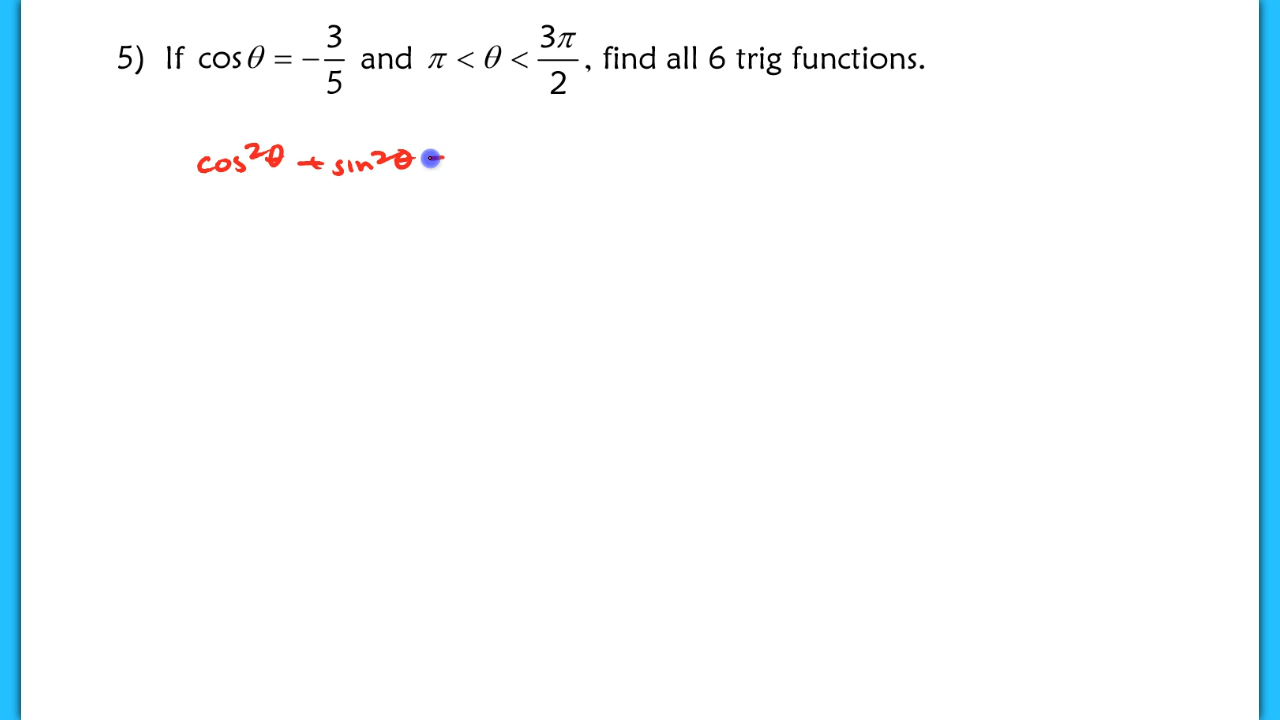 5) If cos θ = −3/5 and π < θ < 3π/2, find all 6 trig functions.
cos²θ + sin²θ